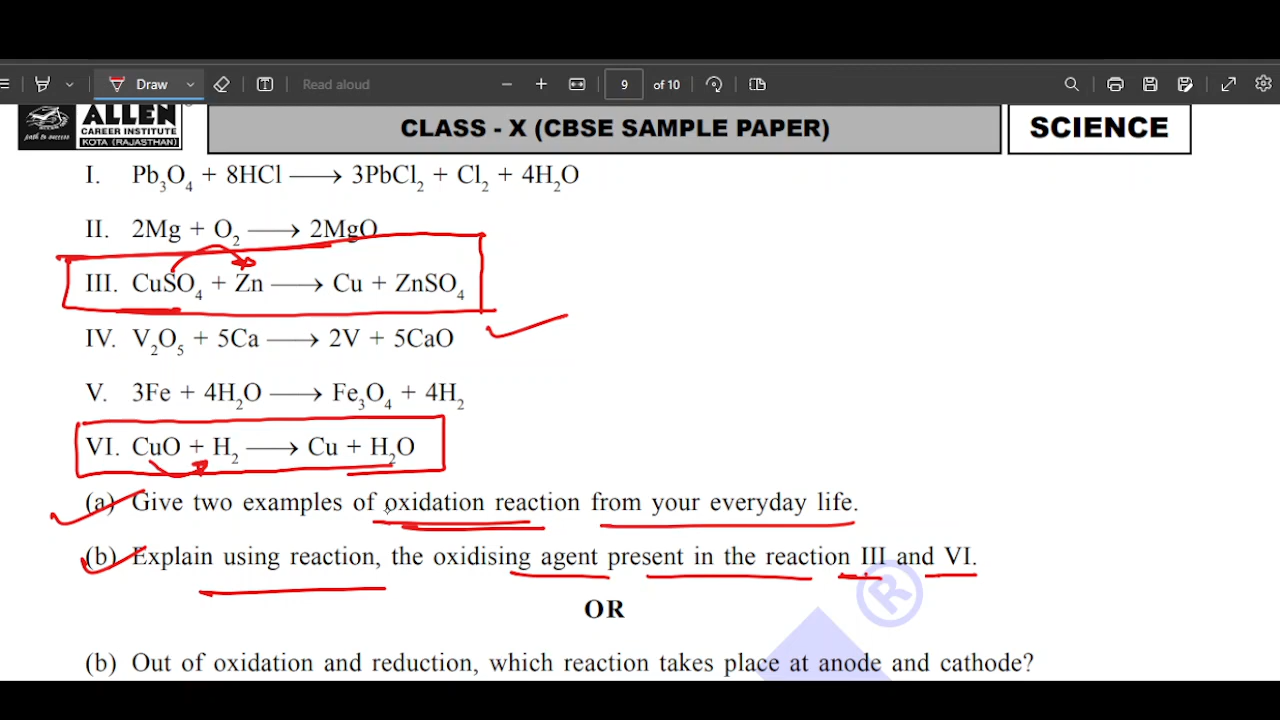 Draw
Read aloud
9 of 10
ALLEN
CAREER INSTITUTE
KOTA (RAJASTHAN)
CLASS - X (CBSE SAMPLE PAPER)
SCIENCE
I. Pb₃O₄ + 8HCl ⟶ 3PbCl₂ + Cl₂ + 4H₂O
II. 2Mg + O₂ ⟶ 2MgO
III. CuSO₄ + Zn ⟶ Cu + ZnSO₄
IV. V₂O₅ + 5Ca ⟶ 2V + 5CaO
V. 3Fe + 4H₂O ⟶ Fe₃O₄ + 4H₂
VI. CuO + H₂ ⟶ Cu + H₂O
(a) Give two examples of oxidation reaction from your everyday life.
(b) Explain using reaction, the oxidising agent present in the reaction III and VI.
OR
(b) Out of oxidation and reduction, which reaction takes place at anode and cathode?
®